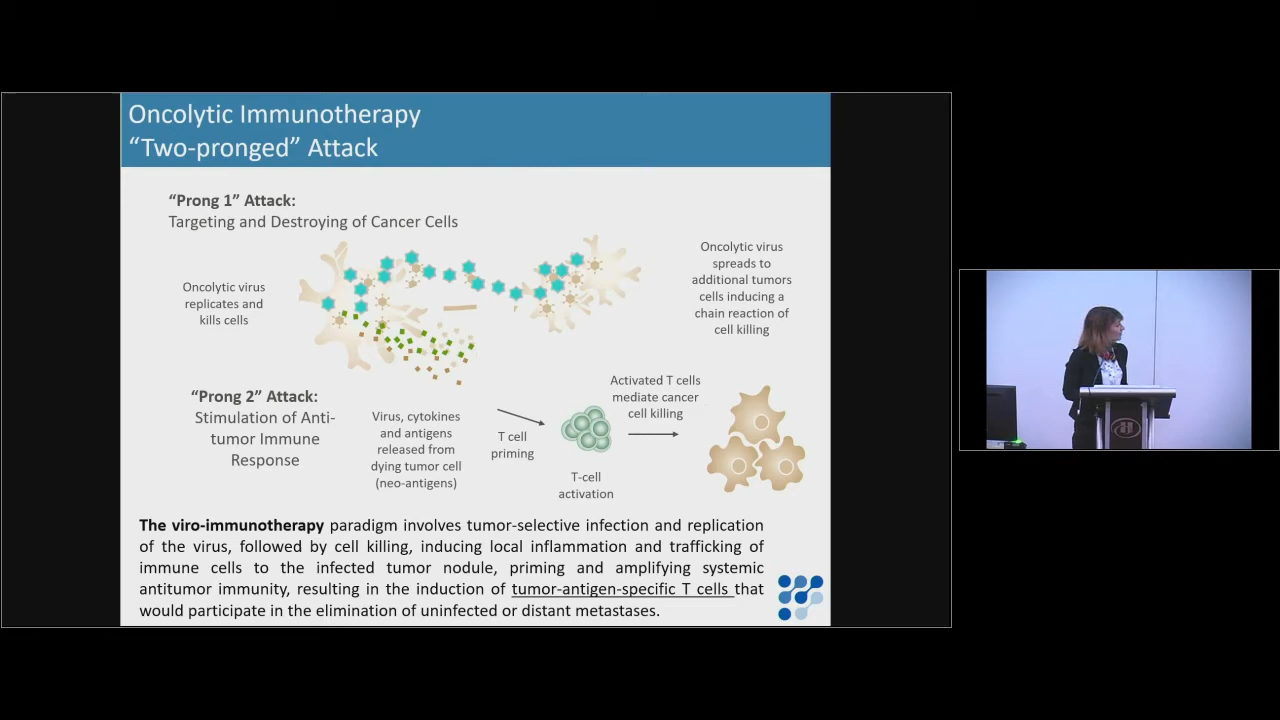 Oncolytic Immunotherapy
“Two-pronged” Attack
“Prong 1” Attack:
Targeting and Destroying of Cancer Cells
Oncolytic virus
replicates and
kills cells
Oncolytic virus
spreads to
additional tumors
cells inducing a
chain reaction of
cell killing
“Prong 2” Attack:
Stimulation of Anti-
tumor Immune
Response
Virus, cytokines
and antigens
released from
dying tumor cell
(neo-antigens)
T cell
priming
T-cell
activation
Activated T cells
mediate cancer
cell killing
The viro-immunotherapy paradigm involves tumor-selective infection and replication
of the virus, followed by cell killing, inducing local inflammation and trafficking of
immune cells to the infected tumor nodule, priming and amplifying systemic
antitumor immunity, resulting in the induction of tumor-antigen-specific T cells that
would participate in the elimination of uninfected or distant metastases.